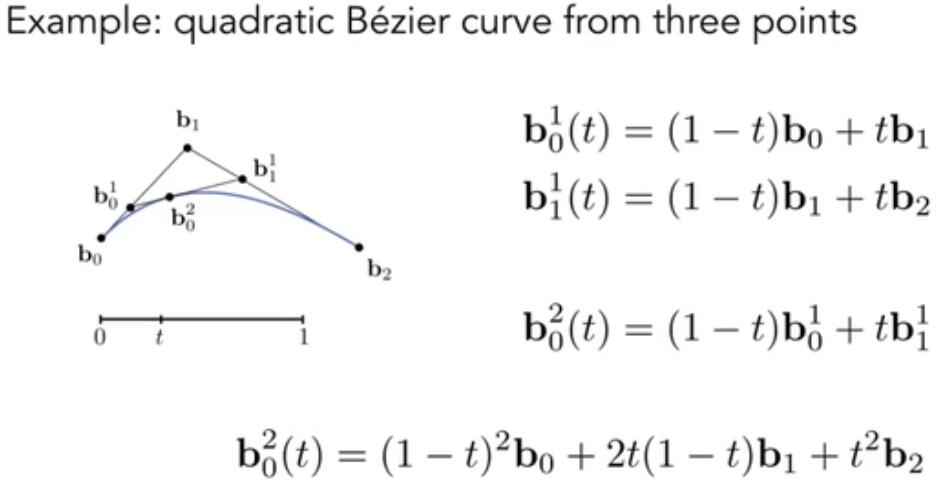 Example: quadratic Bézier curve from three points
b₁
b₁¹
b₀¹
b₀²
b₀
b₂
0 t 1
b₀¹(t) = (1 − t)b₀ + tb₁
b₁¹(t) = (1 − t)b₁ + tb₂
b₀²(t) = (1 − t)b₀¹ + tb₁¹
b₀²(t) = (1 − t)²b₀ + 2t(1 − t)b₁ + t²b₂